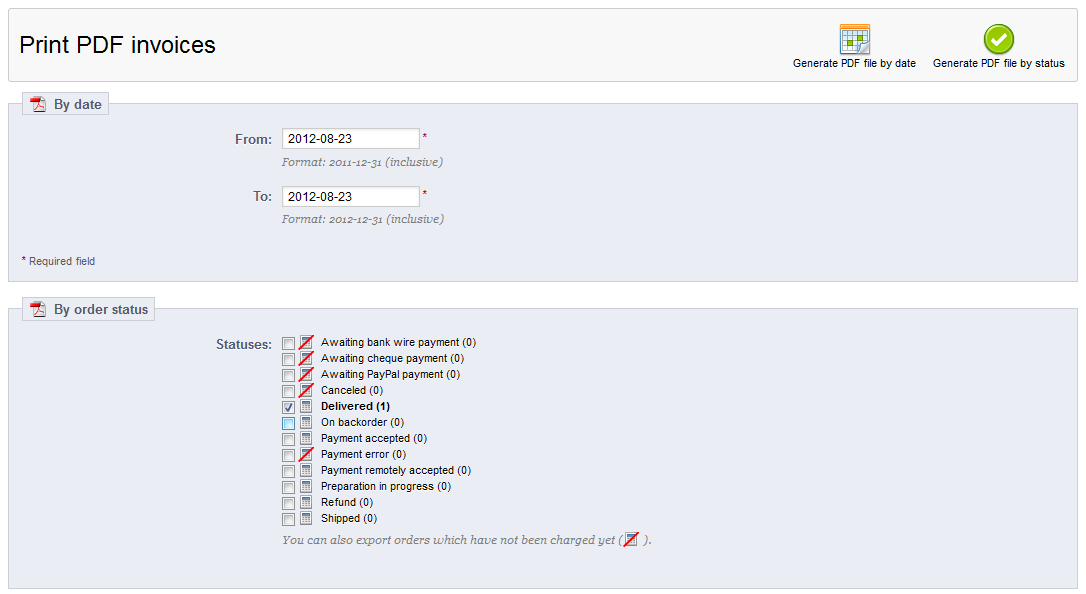 Print PDF invoices
Generate PDF file by date
Generate PDF file by status
By date
From: 2012-08-23 *
Format: 2011-12-31 (inclusive)
To: 2012-08-23 *
Format: 2012-12-31 (inclusive)
* Required field
By order status
Statuses:
Awaiting bank wire payment (0)
Awaiting cheque payment (0)
Awaiting PayPal payment (0)
Canceled (0)
Delivered (1)
On backorder (0)
Payment accepted (0)
Payment error (0)
Payment remotely accepted (0)
Preparation in progress (0)
Refund (0)
Shipped (0)
You can also export orders which have not been charged yet ( ).